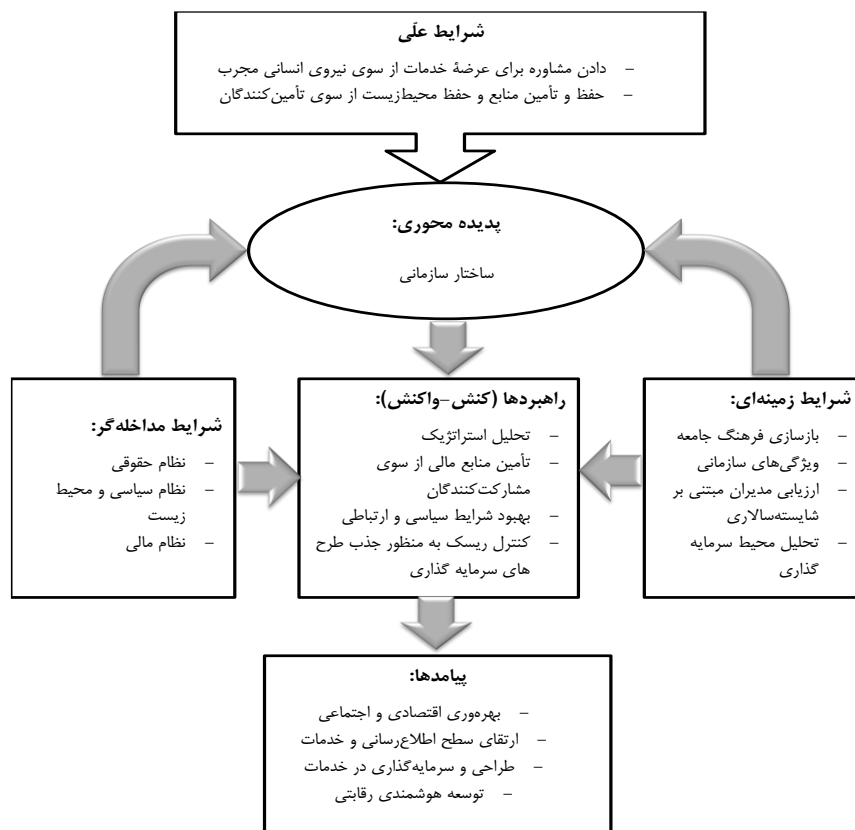 شرایط علّی
– دادن مشاوره برای عرضۀ خدمات از سوی نیروی انسانی مجرب
– حفظ و تأمین منابع و حفظ محیط‌زیست از سوی تأمین‌کنندگان
پدیده محوری:
ساختار سازمانی
شرایط زمینه‌ای:
– بازسازی فرهنگ جامعه
– ویژگی‌های سازمانی
– ارزیابی مدیران مبتنی بر
شایسته‌سالاری
– تحلیل محیط سرمایه
گذاری
راهبردها (کنش–واکنش):
– تحلیل استراتژیک
– تأمین منابع مالی از سوی
مشارکت‌کنندگان
– بهبود شرایط سیاسی و ارتباطی
– کنترل ریسک به منظور جذب طرح
های سرمایه گذاری
شرایط مداخله‌گر:
– نظام حقوقی
– نظام سیاسی و محیط
زیست
– نظام مالی
پیامدها:
– بهره‌وری اقتصادی و اجتماعی
– ارتقای سطح اطلاع‌رسانی و خدمات
– طراحی و سرمایه‌گذاری در خدمات
– توسعه هوشمندی رقابتی